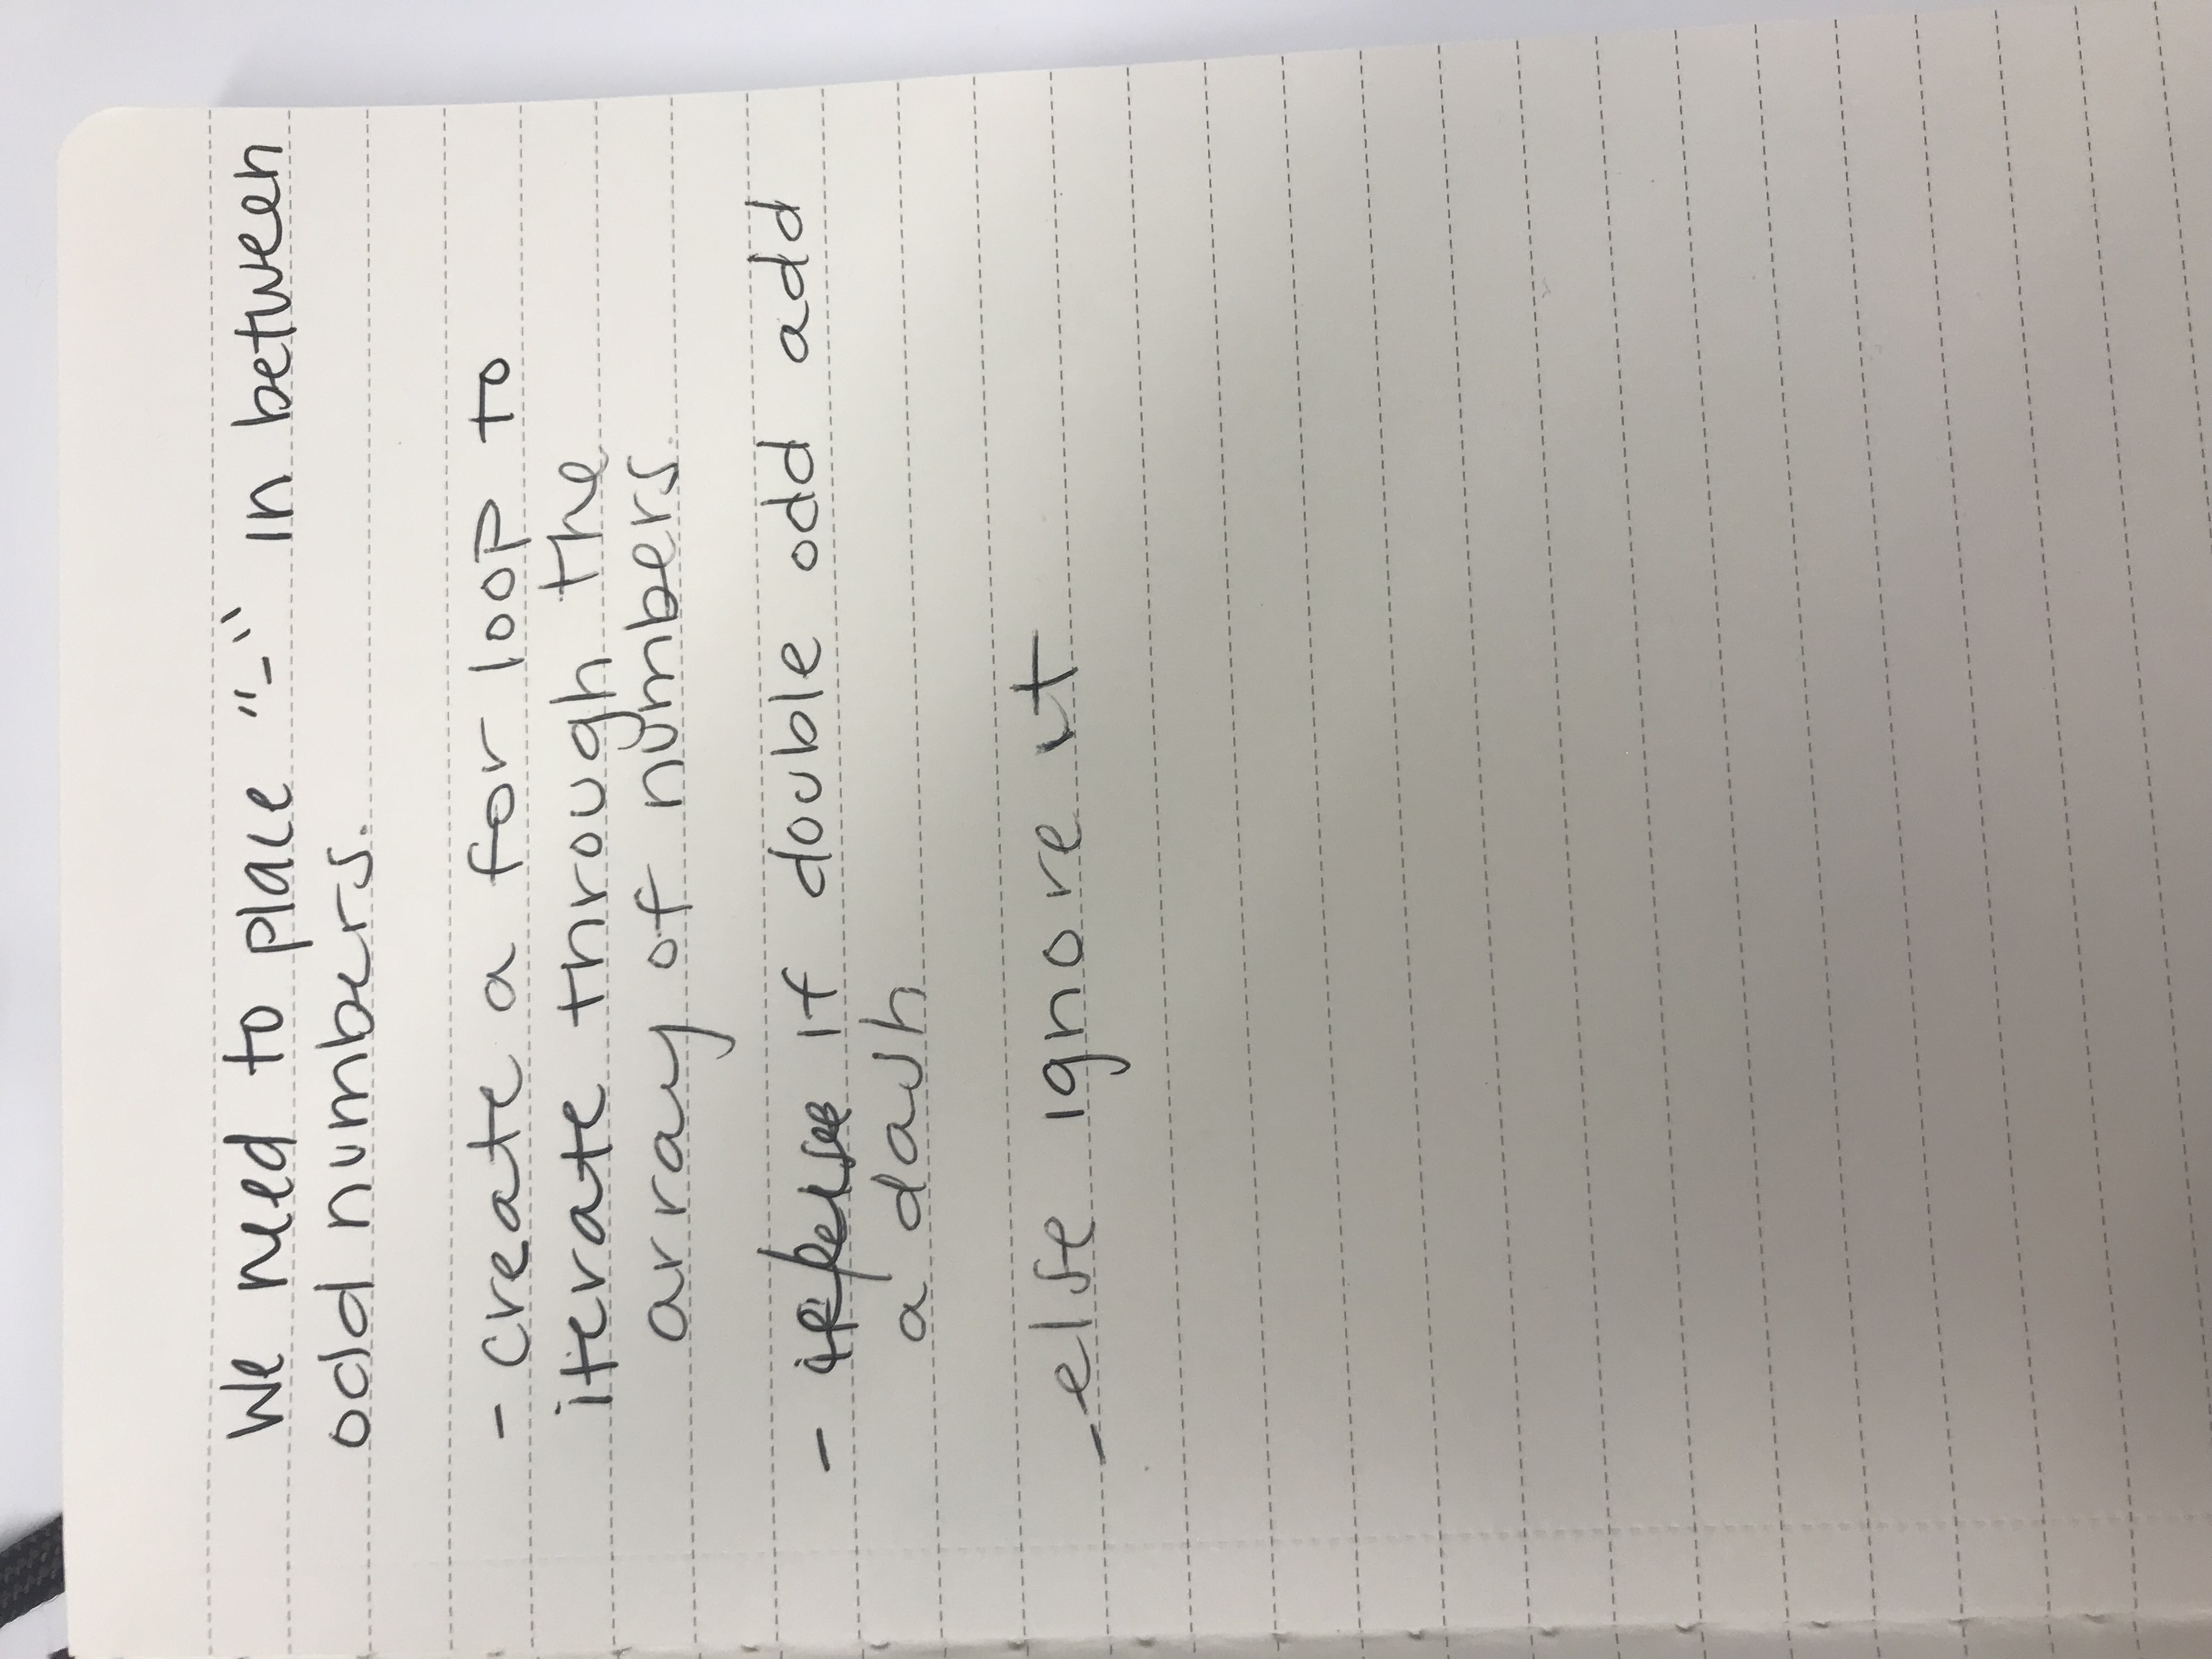 We need to place "-" in between
odd numbers.
- create a for loop to
iterate through the
array of numbers.
- if double odd add
a dash
- else ignore it